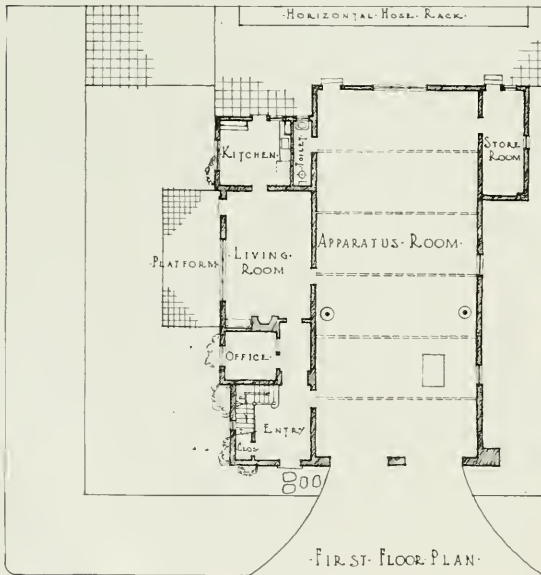 ·HORIZONTAL·HOSE·RACK·
KITCHEN·
TOILET·
STORE
ROOM
APPARATUS·ROOM·
·LIVING·
ROOM
·PLATFORM·
OFFICE·
ENTRY
CLOS·
·FIRST·FLOOR·PLAN·